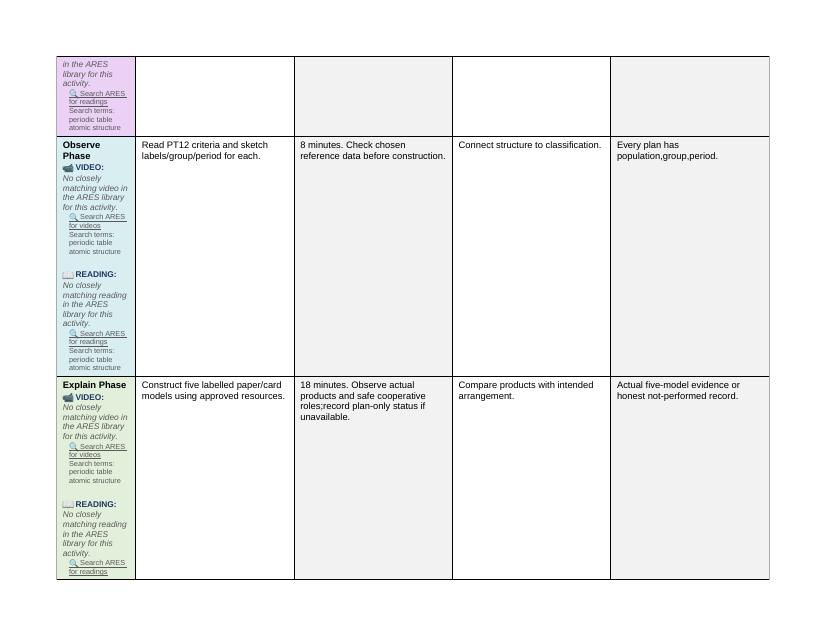 in the ARES
library for this
activity.
🔍 Search ARES
for readings
Search terms:
periodic table
atomic structure
Observe
Phase
📹 VIDEO:
No closely
matching video in
the ARES library
for this activity.
🔍 Search ARES
for videos
Search terms:
periodic table
atomic structure
📖 READING:
No closely
matching reading
in the ARES
library for this
activity.
🔍 Search ARES
for readings
Search terms:
periodic table
atomic structure
Read PT12 criteria and sketch
labels/group/period for each.
8 minutes. Check chosen
reference data before construction.
Connect structure to classification.
Every plan has
population,group,period.
Explain Phase
📹 VIDEO:
No closely
matching video in
the ARES library
for this activity.
🔍 Search ARES
for videos
Search terms:
periodic table
atomic structure
📖 READING:
No closely
matching reading
in the ARES
library for this
activity.
🔍 Search ARES
for readings
Construct five labelled paper/card
models using approved resources.
18 minutes. Observe actual
products and safe cooperative
roles;record plan-only status if
unavailable.
Compare products with intended
arrangement.
Actual five-model evidence or
honest not-performed record.